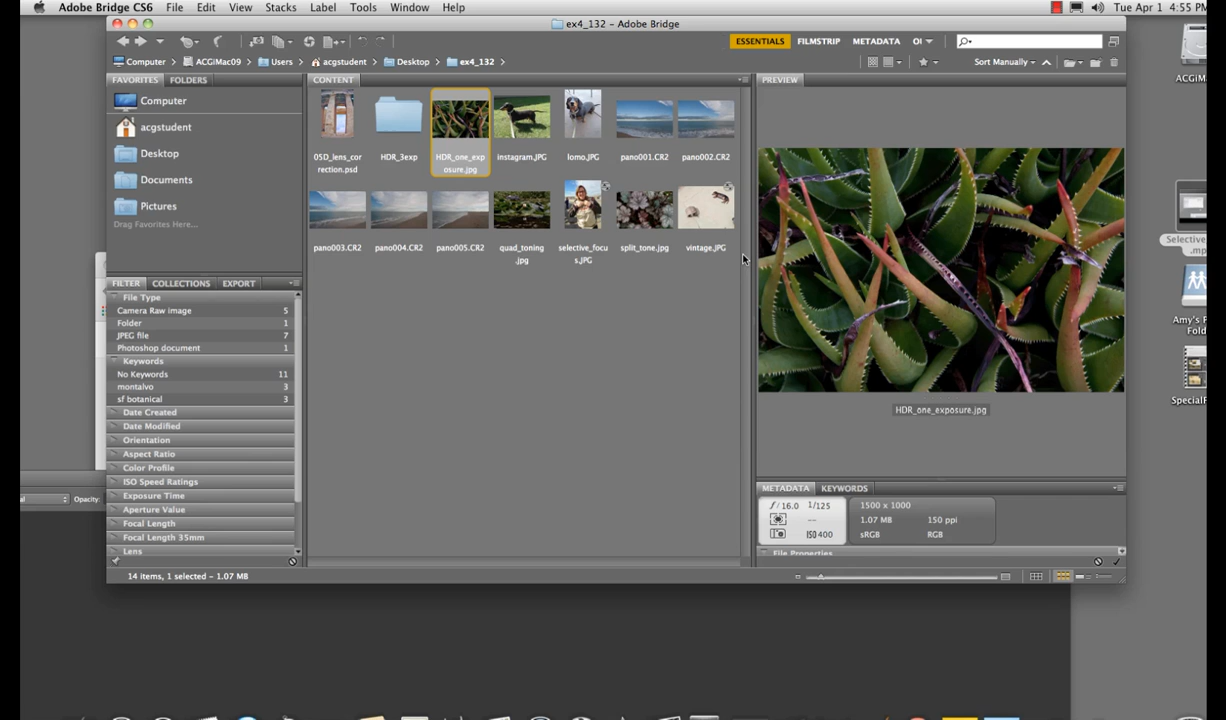 Adobe Bridge CS6 File Edit View Stacks Label Tools Window Help Tue Apr 1 4:55 PM
ex4_132 – Adobe Bridge
ESSENTIALS FILMSTRIP METADATA
Computer ACGiMac09 Users acgstudent Desktop ex4_132 Sort Manually
FAVORITES FOLDERS
Computer
acgstudent
Desktop
Documents
Pictures
Drag Favorites Here...
FILTER COLLECTIONS EXPORT
File Type
Camera Raw image 5
Folder 1
JPEG file 7
Photoshop document 1
Keywords
No Keywords 11
montalvo 3
sf botanical 3
Date Created
Date Modified
Orientation
Aspect Ratio
Color Profile
ISO Speed Ratings
Exposure Time
Aperture Value
Focal Length
Focal Length 35mm
Lens
14 items, 1 selected – 1.07 MB
CONTENT
05D_lens_cor
rection.psd
HDR_3exp
HDR_one_exp
osure.jpg
instagram.JPG
lomo.JPG
pano001.CR2
pano002.CR2
pano003.CR2
pano004.CR2
pano005.CR2
quad_toning
.jpg
selective_focu
s.JPG
split_tone.jpg
vintage.JPG
PREVIEW
HDR_one_exposure.jpg
METADATA KEYWORDS
f/16.0 1/125
-- 
ISO400
1500 x 1000
1.07 MB 150 ppi
sRGB RGB
File Properties
Opacity:
ACGiM
Selective_
.mp
Amy's P
Fold
SpecialF